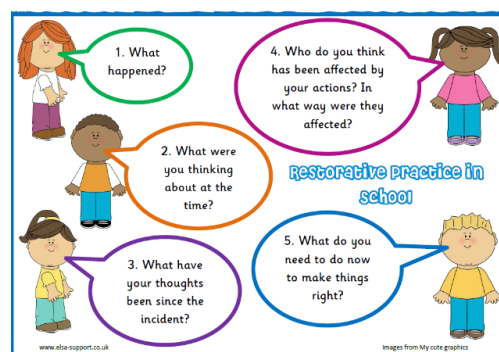 1. What
happened?
2. What were
you thinking
about at the
time?
3. What have
your thoughts
been since the
incident?
4. Who do you think
has been affected by
your actions? In
what way were they
affected?
Restorative Practice in
School
5. What do you
need to do now
to make things
right?
www.elsa-support.co.uk
Images from My cute graphics